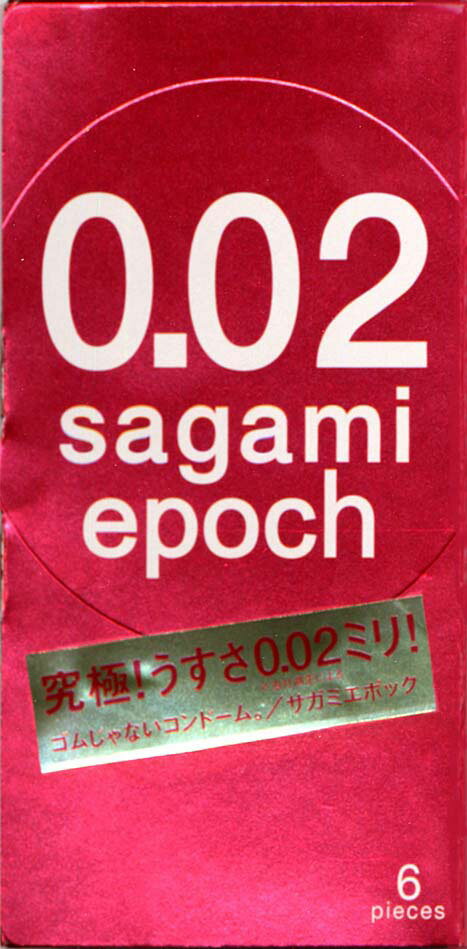 0.02
sagami
epoch
究極!うすさ0.02ミリ!
ゴムじゃないコンドーム。/サガミエポック
6
pieces